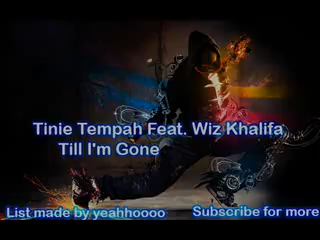 Tinie Tempah Feat. Wiz Khalifa
Till I'm Gone
List made by yeahhoooo
Subscribe for more